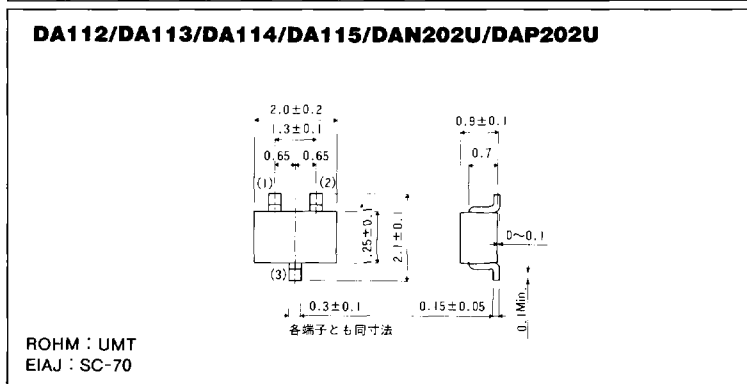 DA112/DA113/DA114/DA115/DAN202U/DAP202U
2.0±0.2
1.3±0.1
0.65 0.65
(1) (2)
1.25±0.1
2.1±0.1
(3)
0.3±0.1
各端子とも同寸法
0.9±0.1
0.7
0~0.1
0.15±0.05
0.1Min.
ROHM : UMT
EIAJ : SC-70